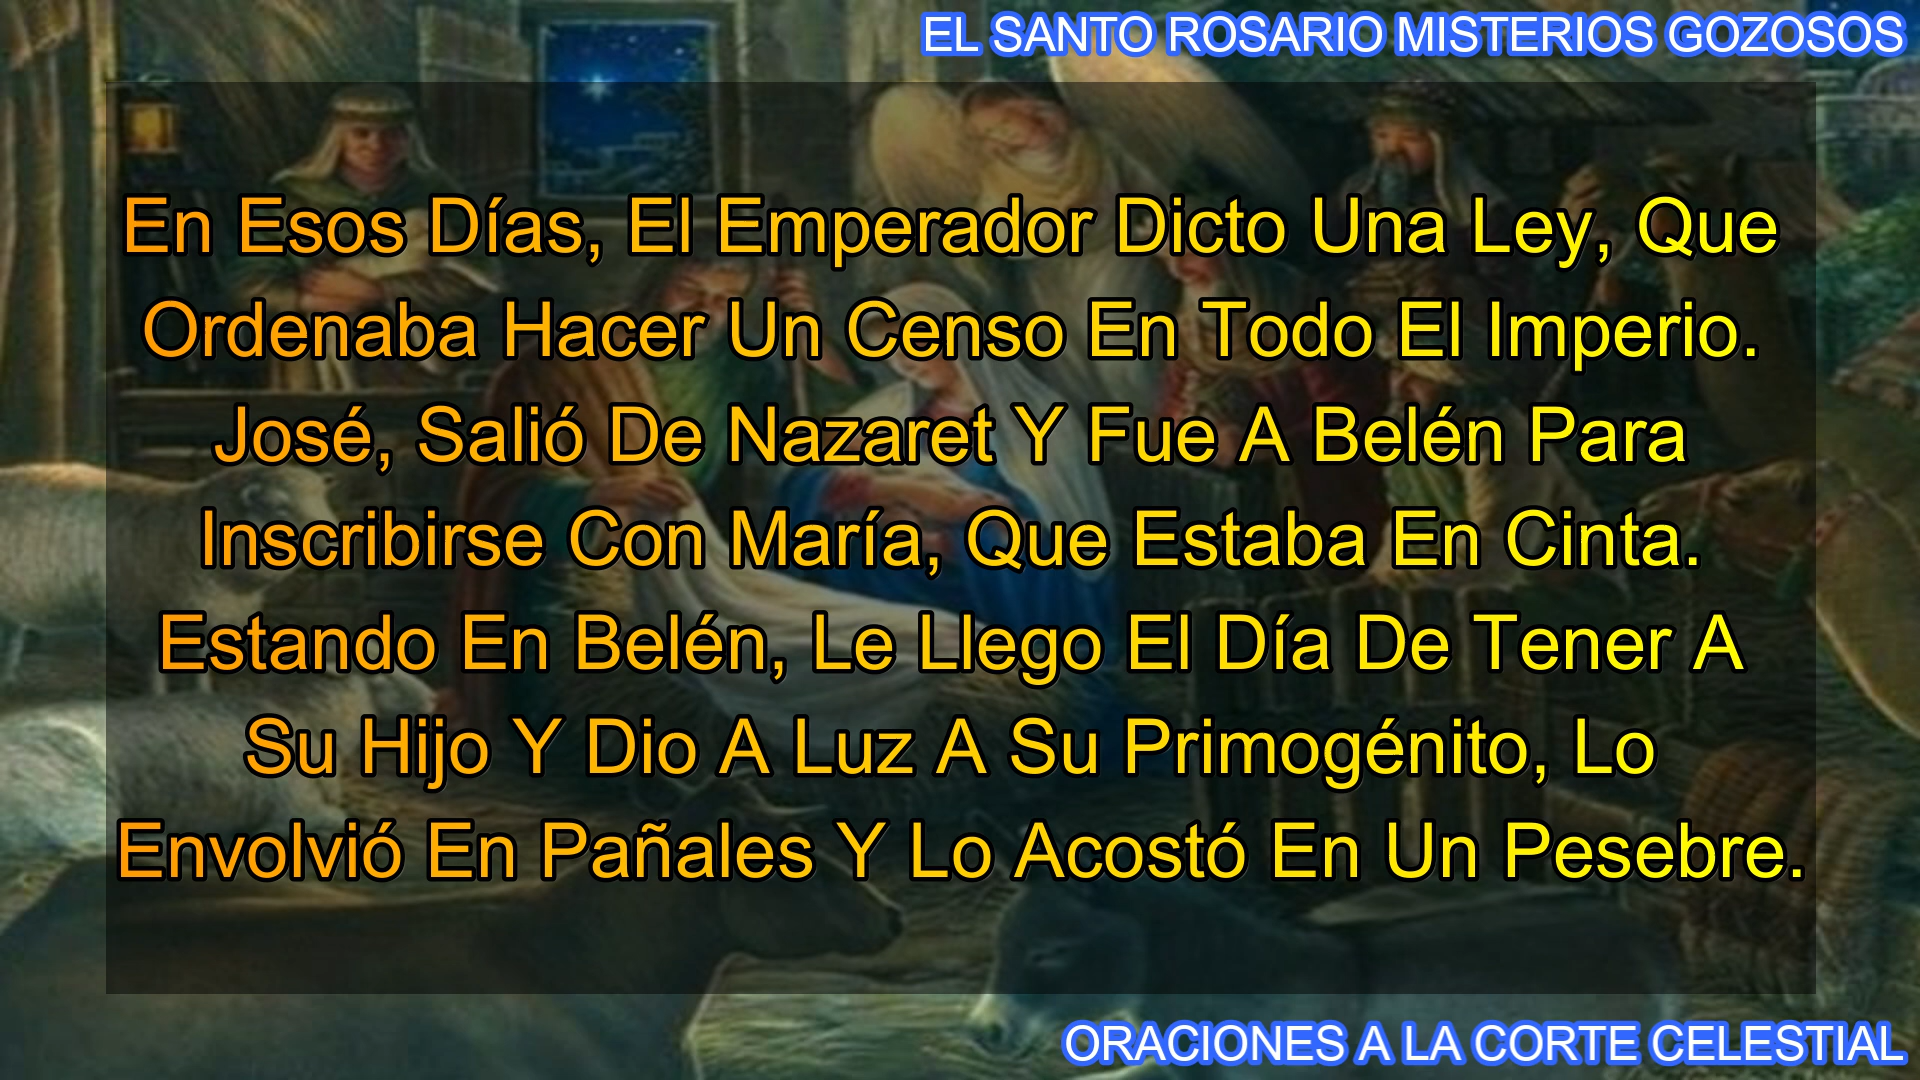 EL SANTO ROSARIO MISTERIOS GOZOSOS
En Esos Días, El Emperador Dicto Una Ley, Que
Ordenaba Hacer Un Censo En Todo El Imperio.
José, Salió De Nazaret Y Fue A Belén Para
Inscribirse Con María, Que Estaba En Cinta.
Estando En Belén, Le Llego El Día De Tener A
Su Hijo Y Dio A Luz A Su Primogénito, Lo
Envolvió En Pañales Y Lo Acostó En Un Pesebre.
ORACIONES A LA CORTE CELESTIAL